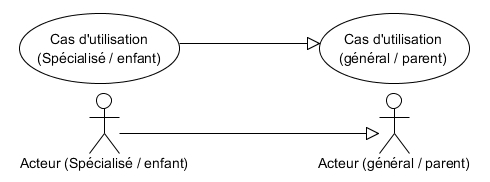 Cas d'utilisation
(Spécialisé / enfant)
Cas d'utilisation
(général / parent)
Acteur (Spécialisé / enfant)
Acteur (général / parent)